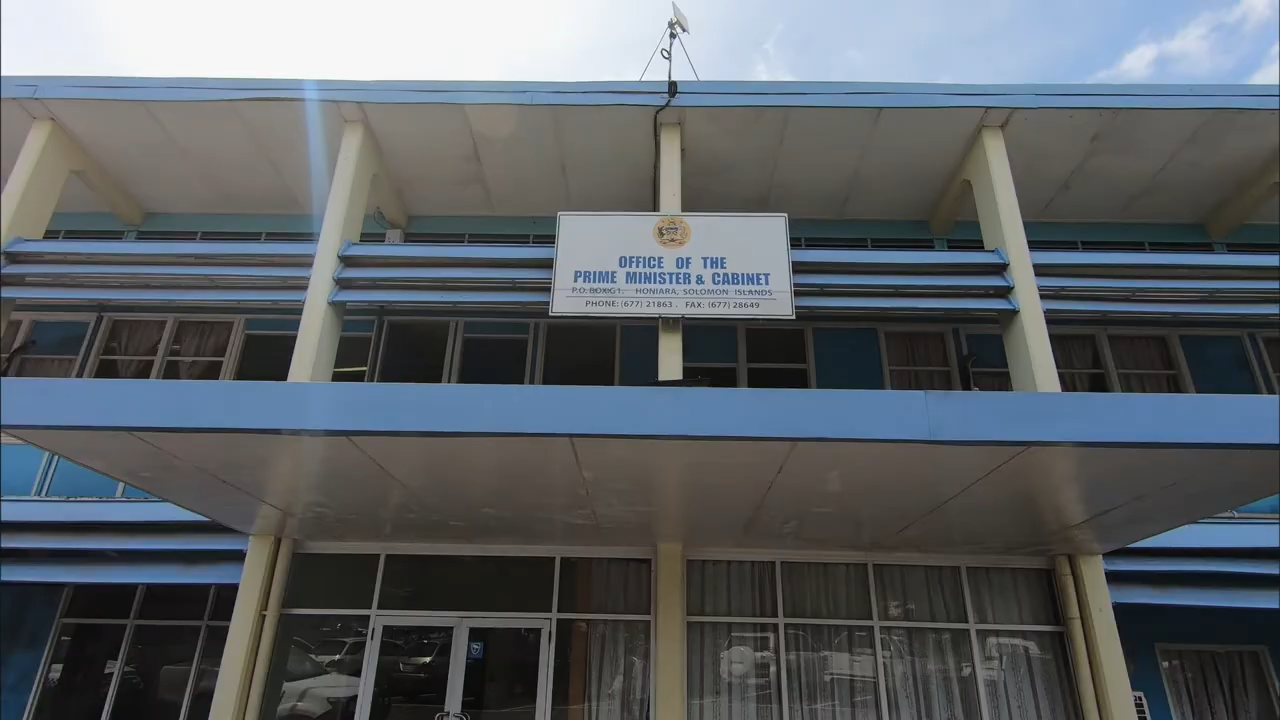 OFFICE OF THE
PRIME MINISTER & CABINET
P.O. BOX G1. HONIARA, SOLOMON ISLANDS
PHONE: (677) 21863 . FAX: (677) 28649